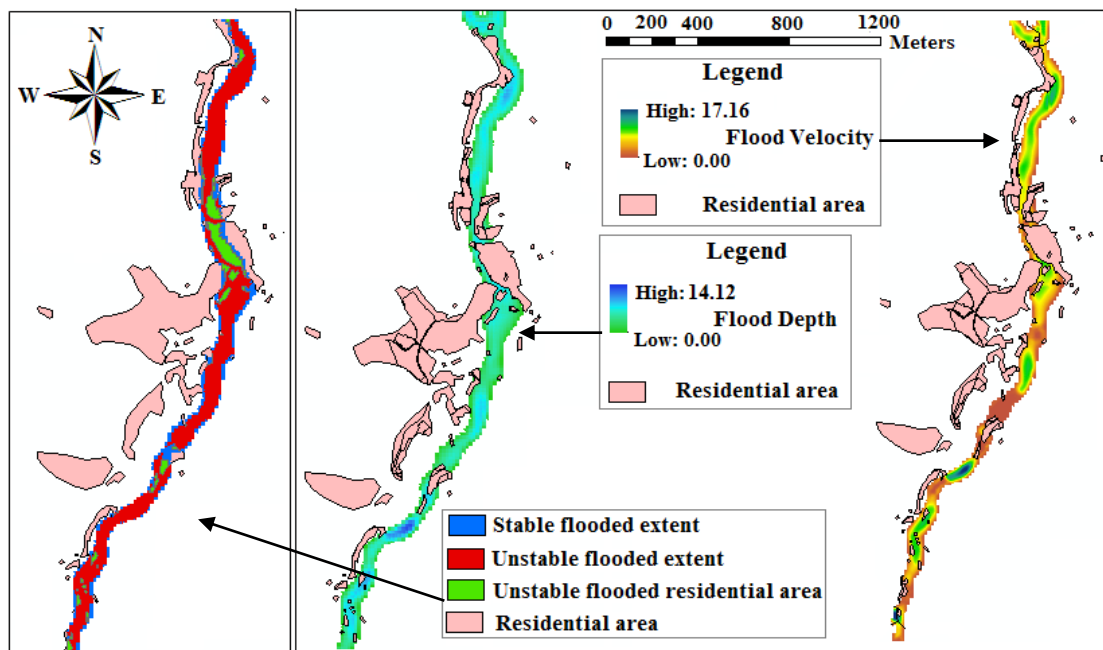 N
W E
S
0 200 400 800 1200
Meters
Legend
High: 17.16
Flood Velocity
Low: 0.00
Residential area
Legend
High: 14.12
Flood Depth
Low: 0.00
Residential area
Stable flooded extent
Unstable flooded extent
Unstable flooded residential area
Residential area